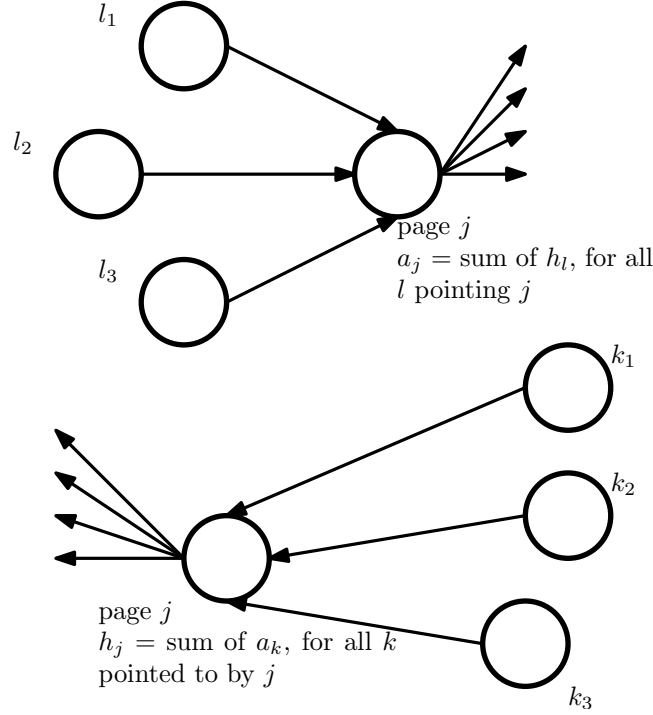 l₁
l₂
l₃
page j
aⱼ = sum of hₗ, for all
l pointing j
k₁
k₂
k₃
page j
hⱼ = sum of aₖ, for all k
pointed to by j